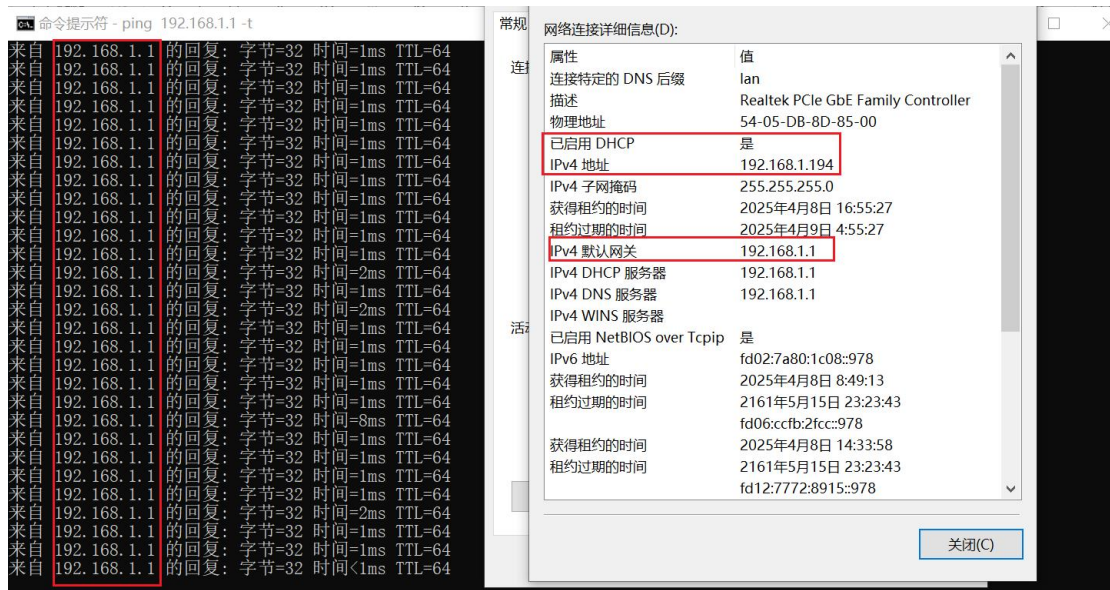 命令提示符 - ping 192.168.1.1 -t
来自 192.168.1.1 的回复: 字节=32 时间=1ms TTL=64
来自 192.168.1.1 的回复: 字节=32 时间=1ms TTL=64
来自 192.168.1.1 的回复: 字节=32 时间=1ms TTL=64
来自 192.168.1.1 的回复: 字节=32 时间=1ms TTL=64
来自 192.168.1.1 的回复: 字节=32 时间=1ms TTL=64
来自 192.168.1.1 的回复: 字节=32 时间=1ms TTL=64
来自 192.168.1.1 的回复: 字节=32 时间=1ms TTL=64
来自 192.168.1.1 的回复: 字节=32 时间=1ms TTL=64
来自 192.168.1.1 的回复: 字节=32 时间=1ms TTL=64
来自 192.168.1.1 的回复: 字节=32 时间=1ms TTL=64
来自 192.168.1.1 的回复: 字节=32 时间=1ms TTL=64
来自 192.168.1.1 的回复: 字节=32 时间=1ms TTL=64
来自 192.168.1.1 的回复: 字节=32 时间=2ms TTL=64
来自 192.168.1.1 的回复: 字节=32 时间=1ms TTL=64
来自 192.168.1.1 的回复: 字节=32 时间=2ms TTL=64
来自 192.168.1.1 的回复: 字节=32 时间=1ms TTL=64
来自 192.168.1.1 的回复: 字节=32 时间=1ms TTL=64
来自 192.168.1.1 的回复: 字节=32 时间=1ms TTL=64
来自 192.168.1.1 的回复: 字节=32 时间=1ms TTL=64
来自 192.168.1.1 的回复: 字节=32 时间=1ms TTL=64
来自 192.168.1.1 的回复: 字节=32 时间=8ms TTL=64
来自 192.168.1.1 的回复: 字节=32 时间=1ms TTL=64
来自 192.168.1.1 的回复: 字节=32 时间=1ms TTL=64
来自 192.168.1.1 的回复: 字节=32 时间=1ms TTL=64
来自 192.168.1.1 的回复: 字节=32 时间=1ms TTL=64
来自 192.168.1.1 的回复: 字节=32 时间=2ms TTL=64
来自 192.168.1.1 的回复: 字节=32 时间=1ms TTL=64
来自 192.168.1.1 的回复: 字节=32 时间=1ms TTL=64
来自 192.168.1.1 的回复: 字节=32 时间<1ms TTL=64
常规
网络连接详细信息(D):
属性 值
连接特定的 DNS 后缀 lan
描述 Realtek PCIe GbE Family Controller
物理地址 54-05-DB-8D-85-00
已启用 DHCP 是
IPv4 地址 192.168.1.194
IPv4 子网掩码 255.255.255.0
获得租约的时间 2025年4月8日 16:55:27
租约过期的时间 2025年4月9日 4:55:27
IPv4 默认网关 192.168.1.1
IPv4 DHCP 服务器 192.168.1.1
IPv4 DNS 服务器 192.168.1.1
IPv4 WINS 服务器
已启用 NetBIOS over Tcpip 是
IPv6 地址 fd02:7a80:1c08::978
获得租约的时间 2025年4月8日 8:49:13
租约过期的时间 2161年5月15日 23:23:43
fd06:ccfb:2fcc::978
获得租约的时间 2025年4月8日 14:33:58
租约过期的时间 2161年5月15日 23:23:43
fd12:7772:8915::978
关闭(C)